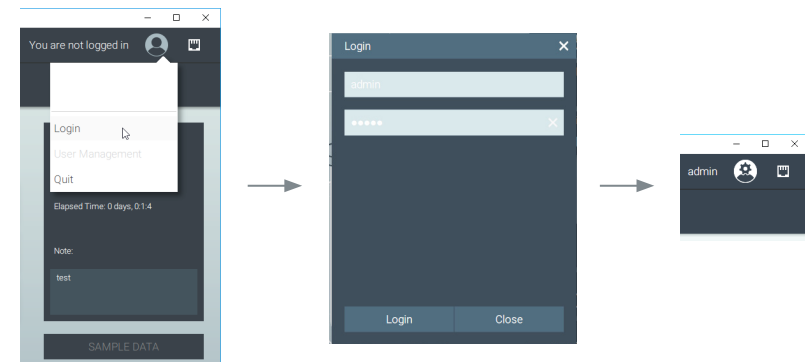 You are not logged in
Login
User Management
Quit
Elapsed Time: 0 days, 0:1:4
Note:
test
SAMPLE DATA
Login
admin
•••••
Login
Close
admin